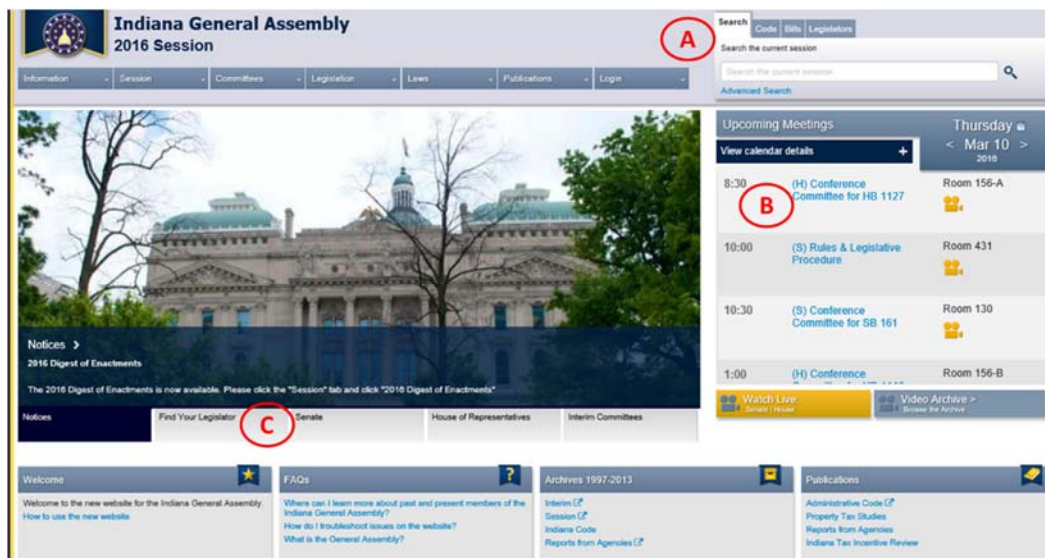 Indiana General Assembly
2016 Session
Information
Session
Committees
Legislation
Laws
Publications
Login
A
Search
Code
Bills
Legislators
Search the current session
Search the current session
Advanced Search
Upcoming Meetings
View calendar details +
Thursday
< Mar 10 >
2016
8:30
(H) Conference
Committee for HB 1127
Room 156-A
B
10:00
(S) Rules & Legislative
Procedure
Room 431
10:30
(S) Conference
Committee for SB 161
Room 130
1:00
(H) Conference
Room 156-B
Watch Live
Senate | House
Video Archive >
Browse the Archive
Notices >
2016 Digest of Enactments
The 2016 Digest of Enactments is now available. Please click the "Session" tab and click "2016 Digest of Enactments"
Notices
Find Your Legislator
C
Senate
House of Representatives
Interim Committees
Welcome
Welcome to the new website for the Indiana General Assembly.
How to use the new website
FAQs
?
Where can I learn more about past and present members of the
Indiana General Assembly?
How do I troubleshoot issues on the website?
What is the General Assembly?
Archives 1997-2013
Interim
Session
Indiana Code
Reports from Agencies
Publications
Administrative Code
Property Tax Studies
Reports from Agencies
Indiana Tax Incentive Review